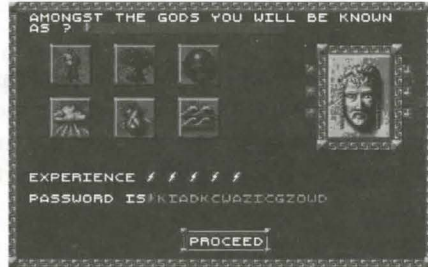 AMONGST THE GODS YOU WILL BE KNOWN
AS ?
EXPERIENCE
PASSWORD IS
PROCEED